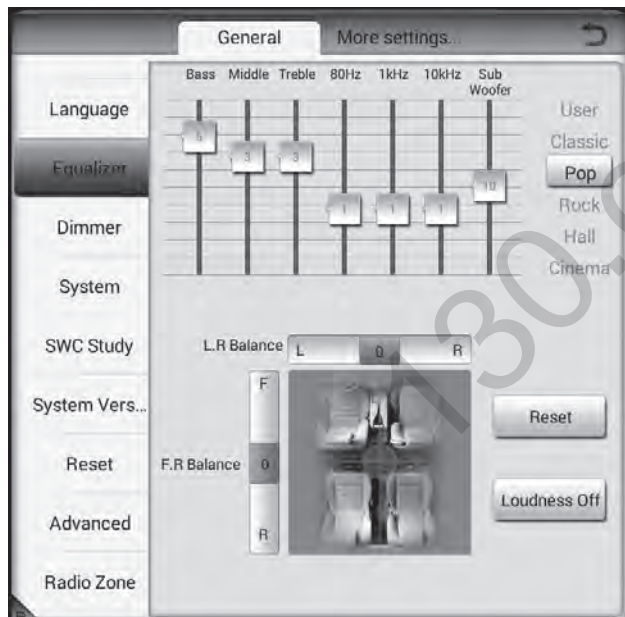 General More settings...
Bass Middle Treble 80Hz 1kHz 10kHz Sub Woofer
Language
User
5
Classic
Equalizer
3 3
Pop
10
Rock
Dimmer
1 1 1
Hall
Cinema
System
SWC Study
L.R Balance L 0 R
System Vers...
F
Reset
Reset
F.R Balance 0
Loudness Off
Advanced
R
Radio Zone
130.